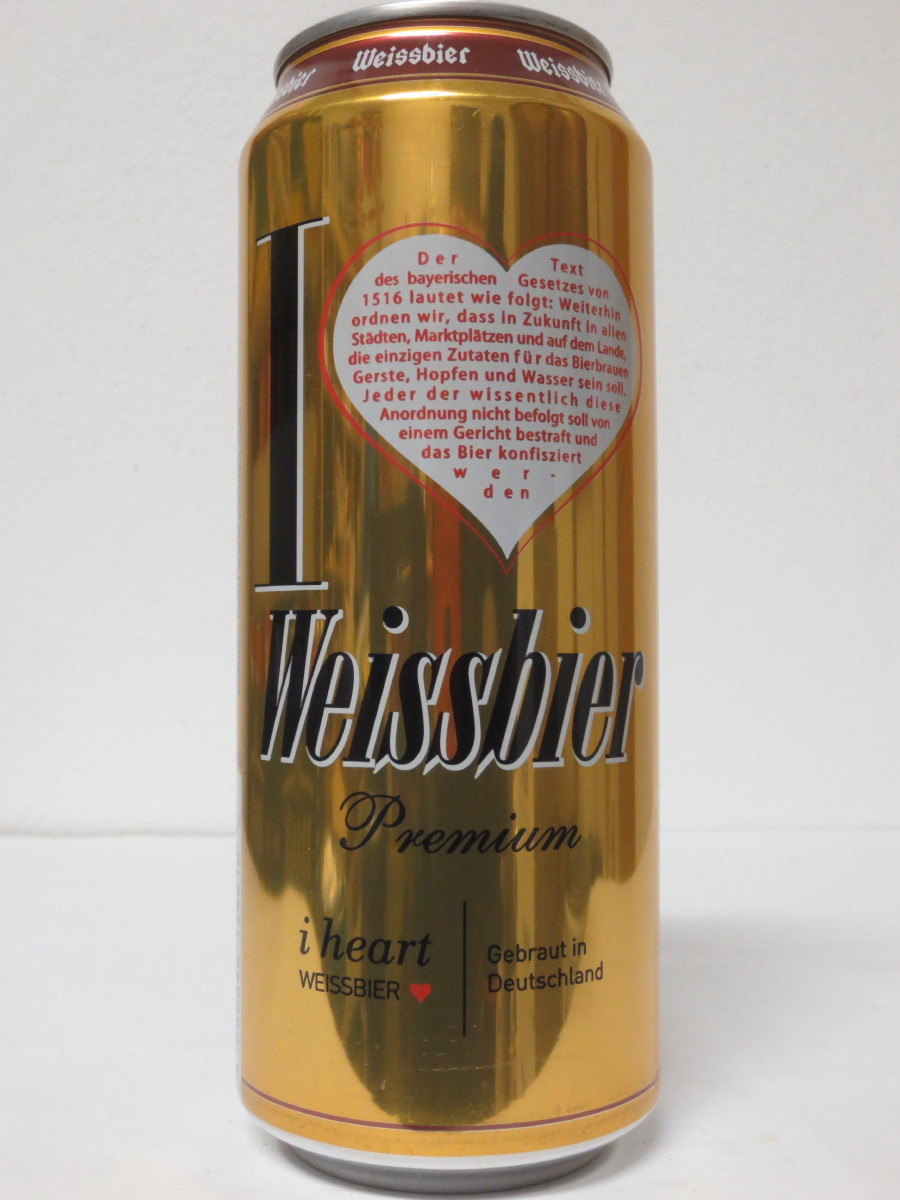 Weissbier Weissbier
I
Der Text
des bayerischen Gesetzes von
1516 lautet wie folgt: Weiterhin
ordnen wir, dass in Zukunft in allen
Städten, Marktplätzen und auf dem Lande,
die einzigen Zutaten für das Bierbrauen
Gerste, Hopfen und Wasser sein soll.
Jeder der wissentlich diese
Anordnung nicht befolgt soll von
einem Gericht bestraft und
das Bier konfisziert
wer-
den
Weissbier
Premium
i heart
WEISSBIER
Gebraut in
Deutschland